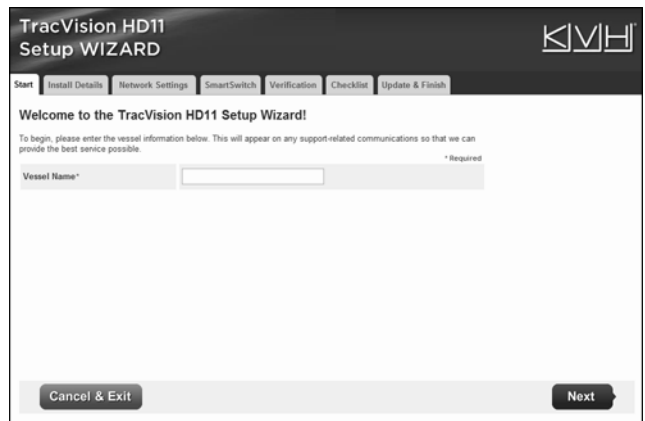 TracVision HD11
Setup WIZARD
KVH
Start
Install Details
Network Settings
SmartSwitch
Verification
Checklist
Update & Finish
Welcome to the TracVision HD11 Setup Wizard!
To begin, please enter the vessel information below. This will appear on any support-related communications so that we can
provide the best service possible.
* Required
Vessel Name*
Cancel & Exit
Next